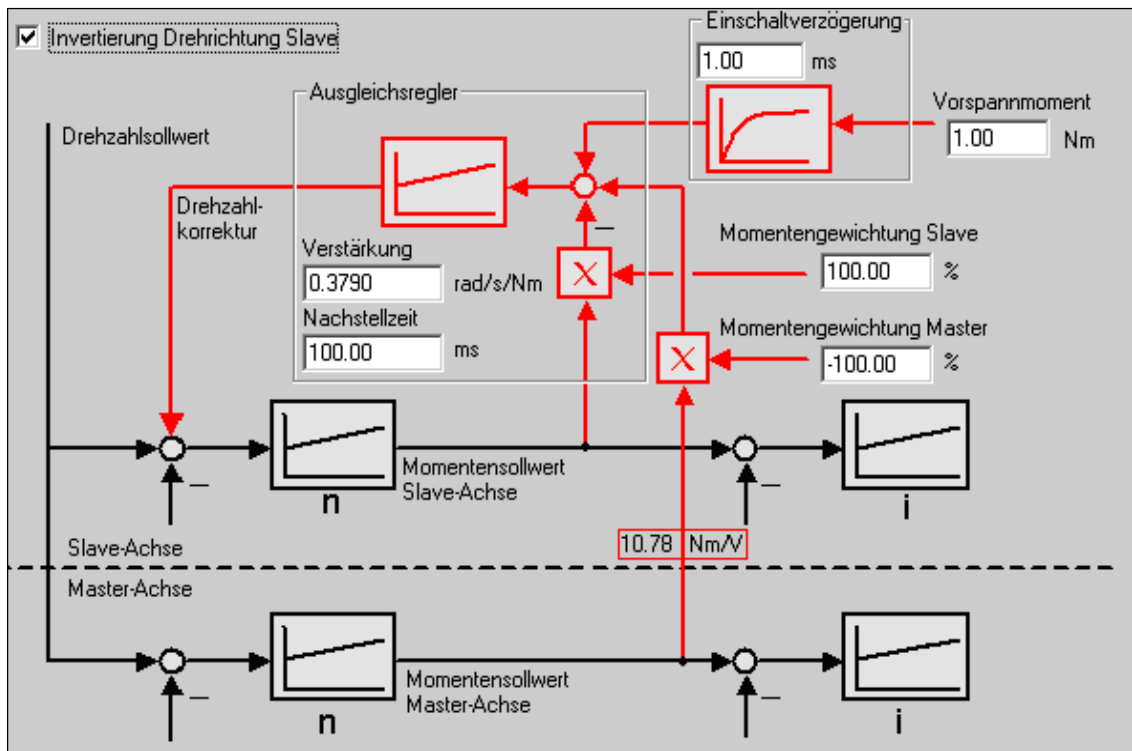 Invertierung Drehrichtung Slave
Einschaltverzögerung
1.00 ms
Ausgleichsregler
Vorspannmoment
1.00 Nm
Drehzahlsollwert
Drehzahl-
korrektur
Verstärkung
0.3790 rad/s/Nm
Nachstellzeit
100.00 ms
X
Momentengewichtung Slave
100.00 %
X
Momentengewichtung Master
-100.00 %
n
Momentensollwert
Slave-Achse
i
10.78 Nm/V
Slave-Achse
Master-Achse
n
Momentensollwert
Master-Achse
i